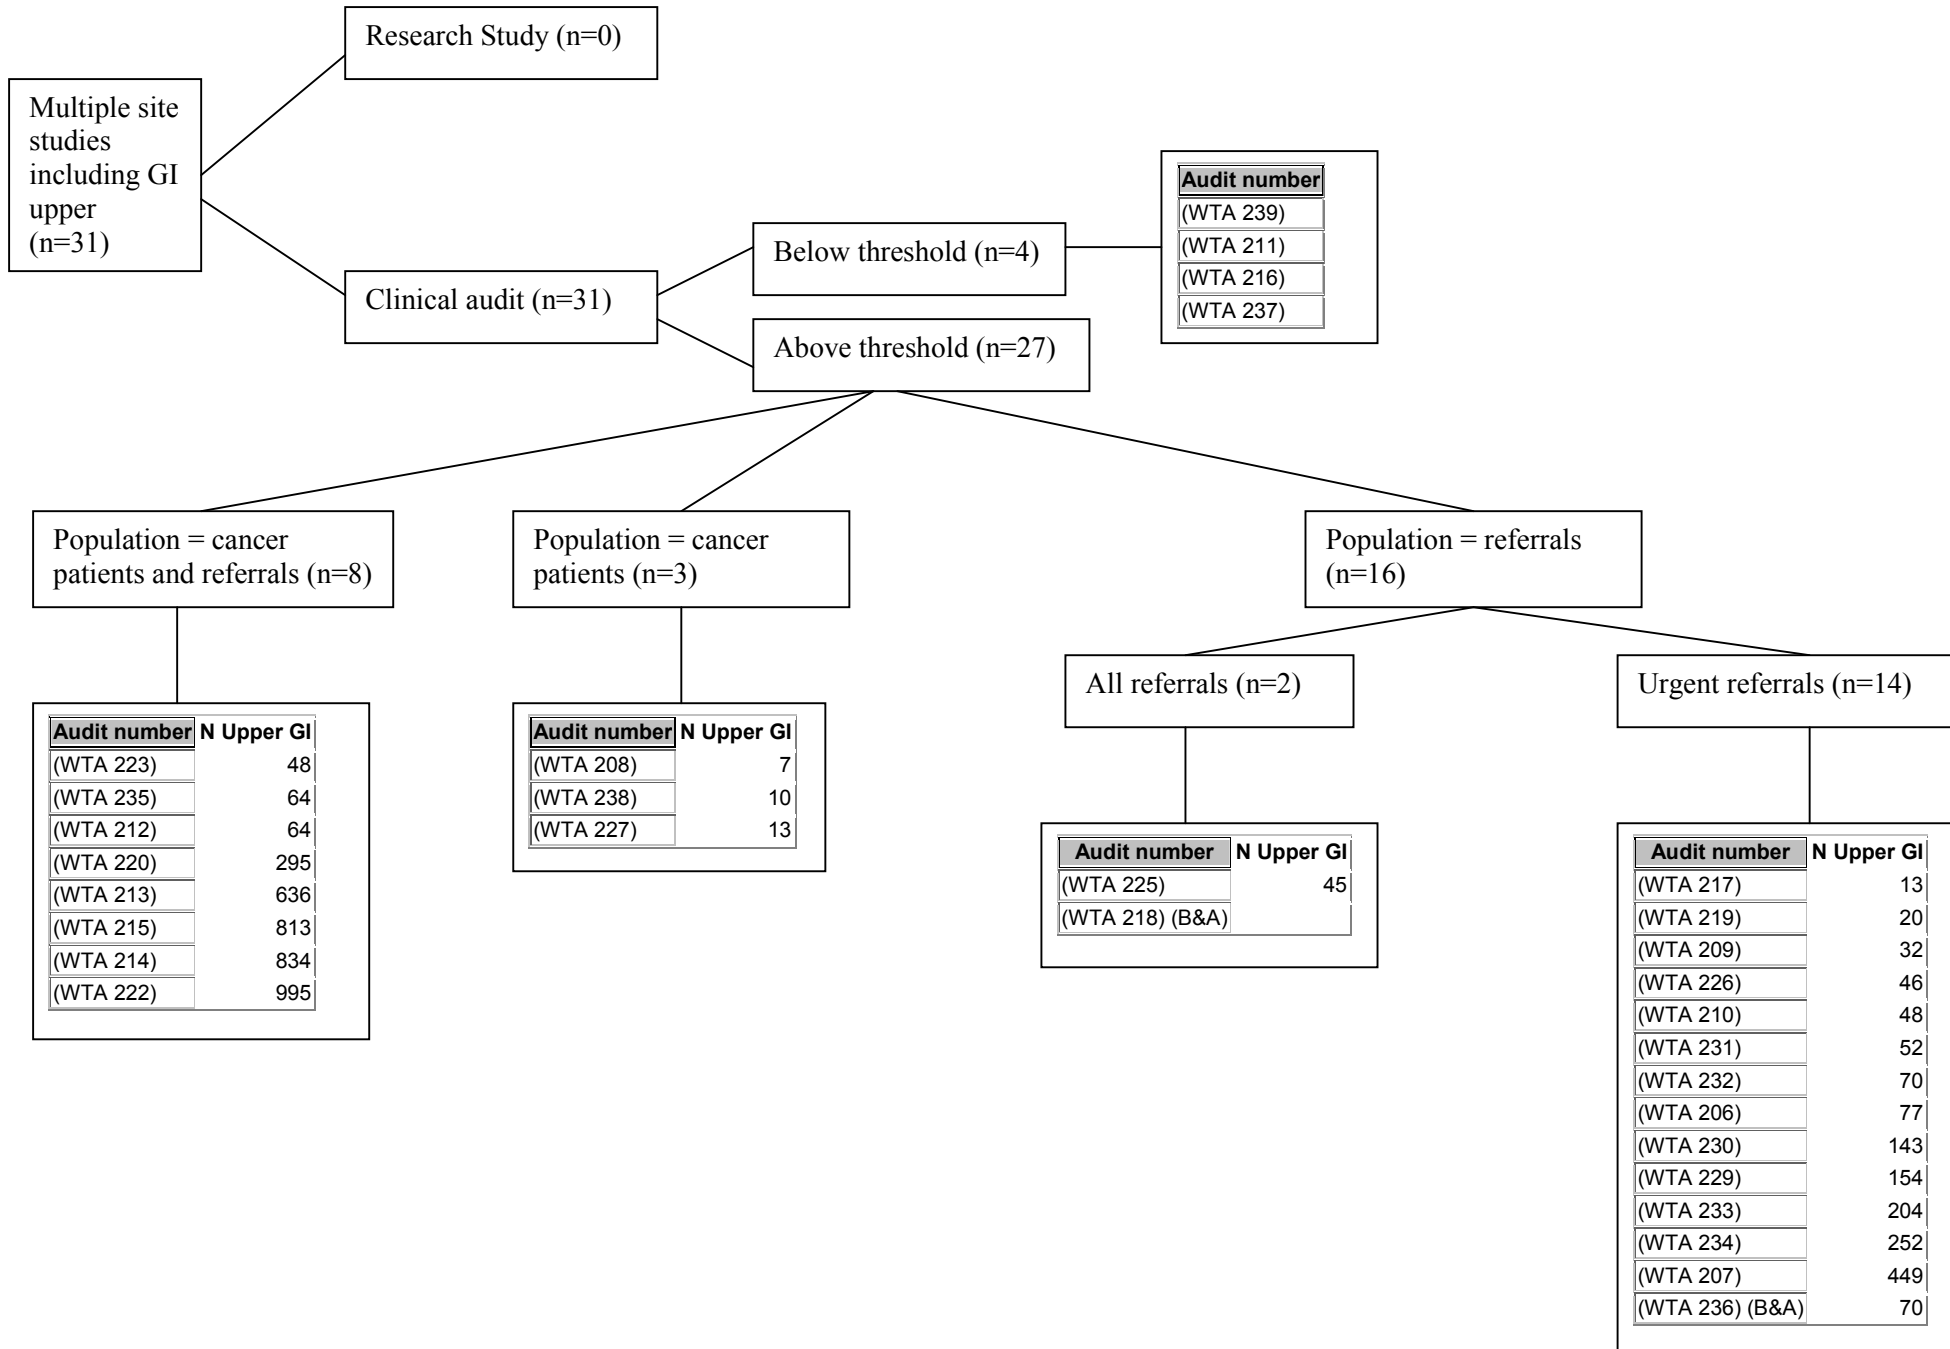 Research Study (n=0)
Multiple site
studies
including GI
upper
(n=31)
Clinical audit (n=31)
Below threshold (n=4)
Audit number
(WTA 239)
(WTA 211)
(WTA 216)
(WTA 237)
Above threshold (n=27)
Population = cancer
patients and referrals (n=8)
Audit number N Upper GI
(WTA 223) 48
(WTA 235) 64
(WTA 212) 64
(WTA 220) 295
(WTA 213) 636
(WTA 215) 813
(WTA 214) 834
(WTA 222) 995
Population = cancer
patients (n=3)
Audit number N Upper GI
(WTA 208) 7
(WTA 238) 10
(WTA 227) 13
Population = referrals
(n=16)
All referrals (n=2)
Audit number N Upper GI
(WTA 225) 45
(WTA 218) (B&A)
Urgent referrals (n=14)
Audit number N Upper GI
(WTA 217) 13
(WTA 219) 20
(WTA 209) 32
(WTA 226) 46
(WTA 210) 48
(WTA 231) 52
(WTA 232) 70
(WTA 206) 77
(WTA 230) 143
(WTA 229) 154
(WTA 233) 204
(WTA 234) 252
(WTA 207) 449
(WTA 236) (B&A) 70